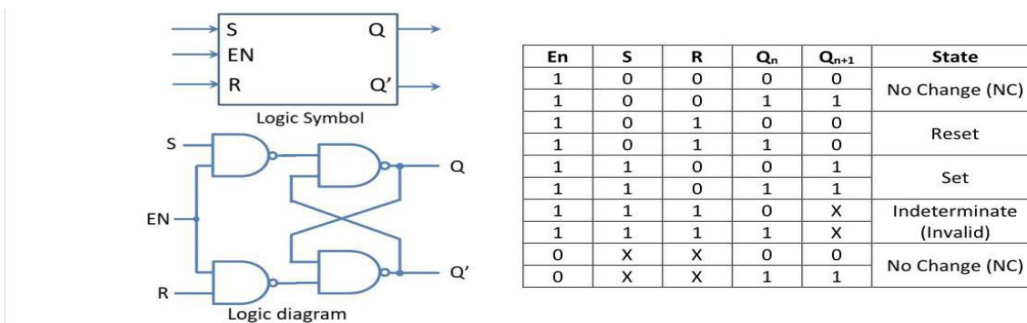 S Q
EN
R Q'
Logic Symbol
S
Q
EN
Q'
R
Logic diagram
En S R Qn Qn+1 State
1 0 0 0 0 No Change (NC)
1 0 0 1 1
1 0 1 0 0 Reset
1 0 1 1 0
1 1 0 0 1 Set
1 1 0 1 1
1 1 1 0 X Indeterminate
1 1 1 1 X (Invalid)
0 X X 0 0 No Change (NC)
0 X X 1 1